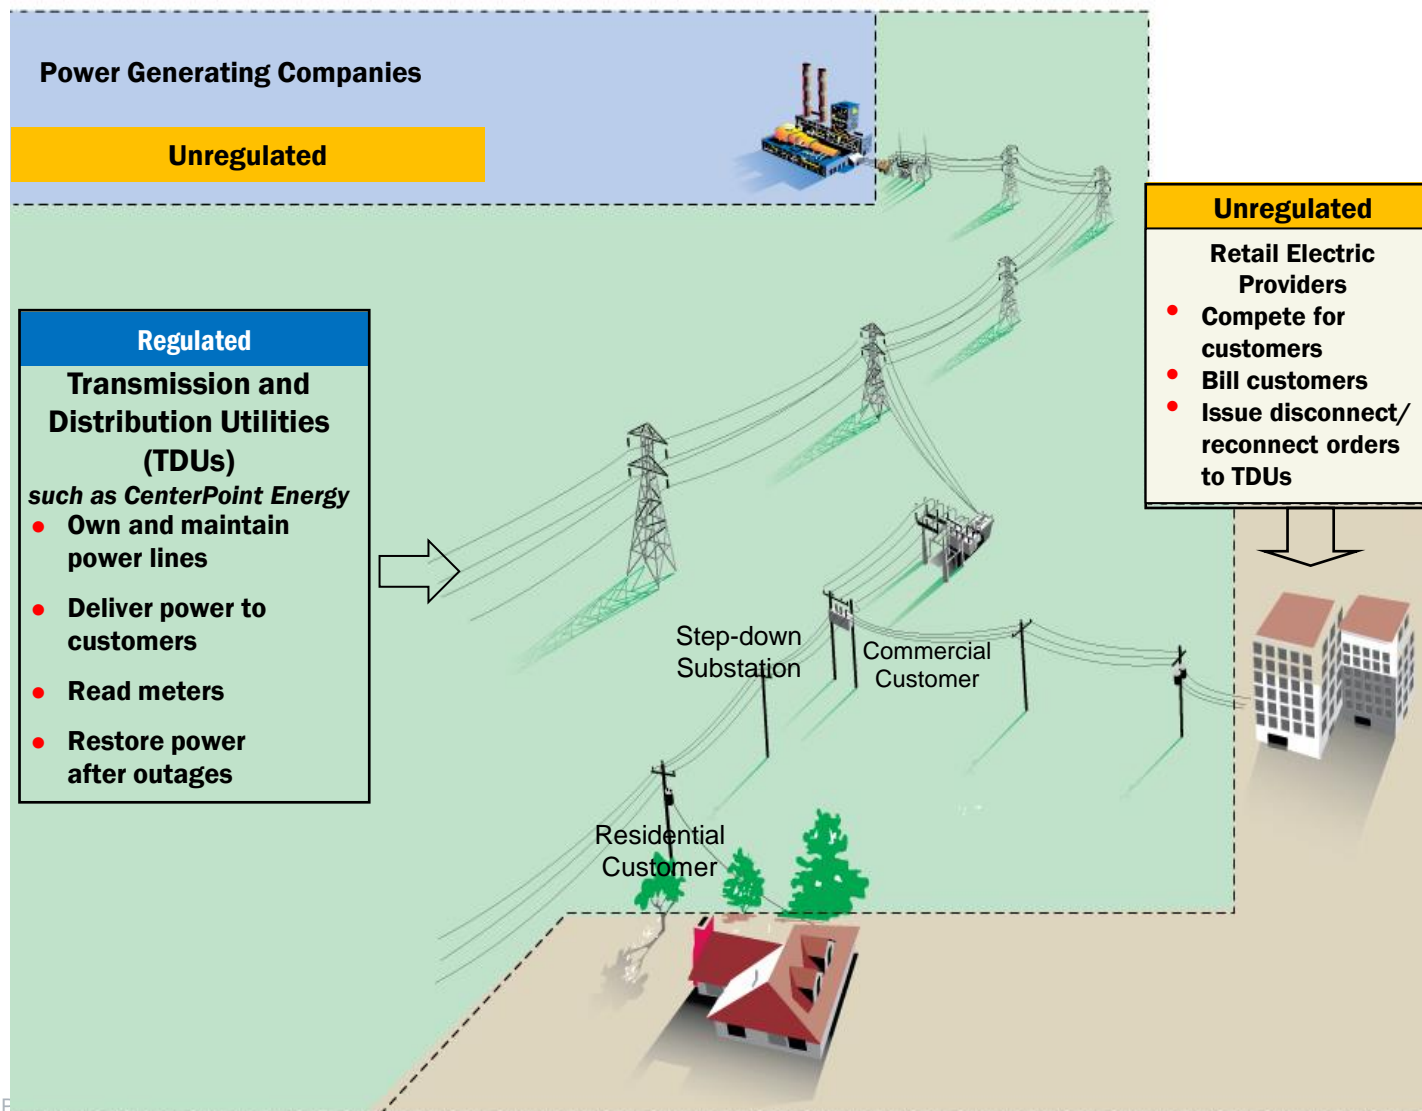 Power Generating Companies
Unregulated
Unregulated
Retail Electric
Providers
• Compete for
customers
• Bill customers
• Issue disconnect/
reconnect orders
to TDUs
Regulated
Transmission and
Distribution Utilities
(TDUs)
such as CenterPoint Energy
• Own and maintain
power lines
• Deliver power to
customers
• Read meters
• Restore power
after outages
Step-down
Substation
Commercial
Customer
Residential
Customer